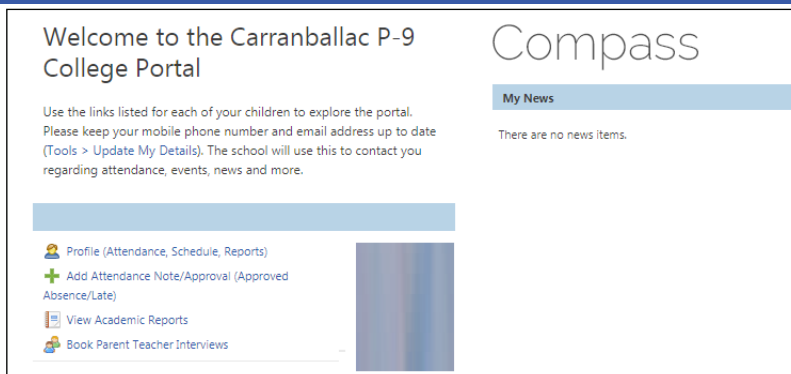 Welcome to the Carranballac P-9
College Portal
Use the links listed for each of your children to explore the portal.
Please keep your mobile phone number and email address up to date
(Tools > Update My Details). The school will use this to contact you
regarding attendance, events, news and more.
Profile (Attendance, Schedule, Reports)
Add Attendance Note/Approval (Approved
Absence/Late)
View Academic Reports
Book Parent Teacher Interviews
Compass
My News
There are no news items.